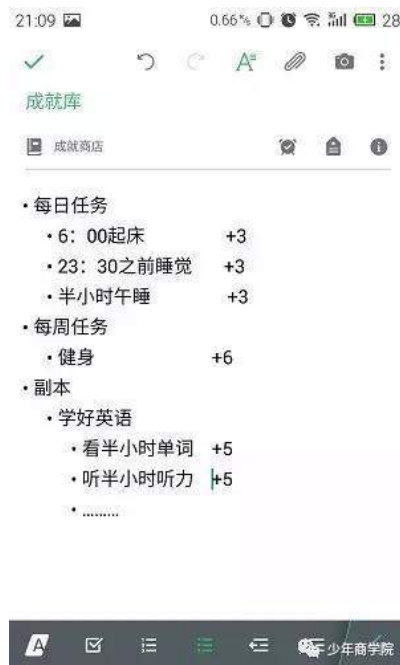 21:09 0.66% 28
成就库
成就商店
·每日任务
·6：00起床 +3
·23：30之前睡觉 +3
·半小时午睡 +3
·每周任务
·健身 +6
·副本
·学好英语
·看半小时单词 +5
·听半小时听力 +5
·………
少年商学院